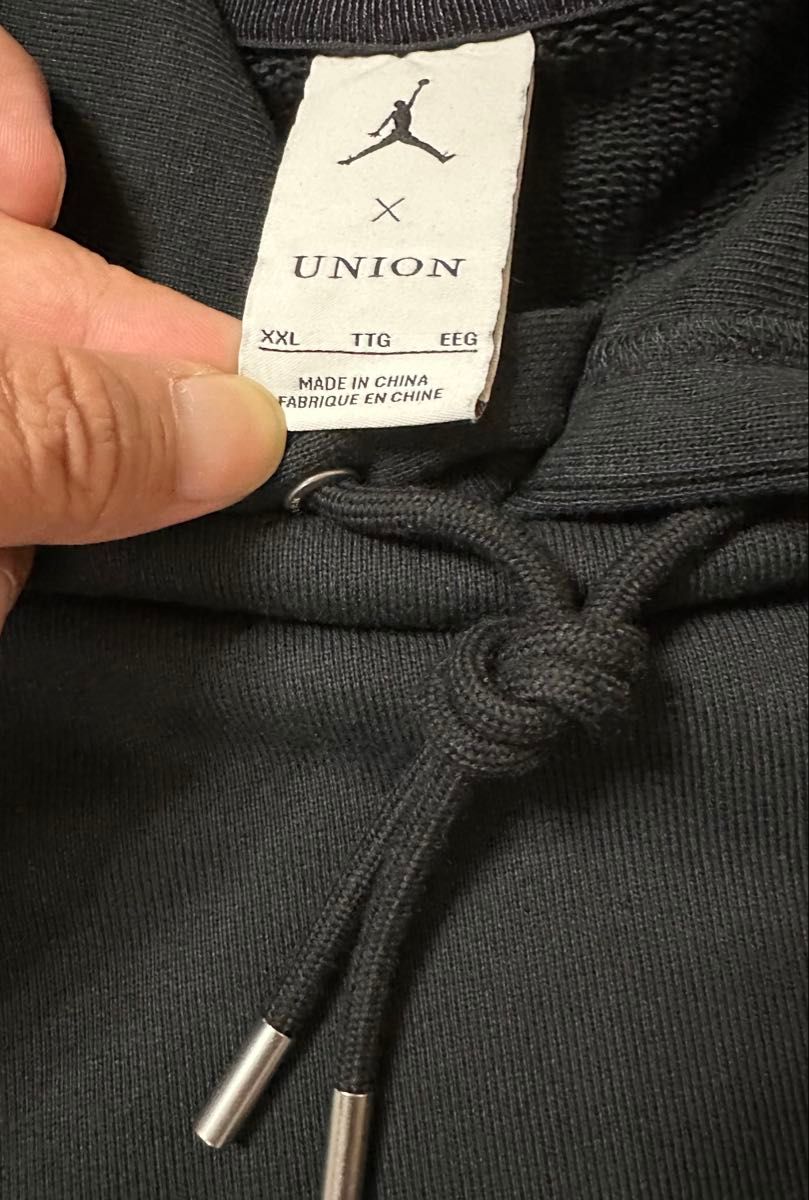 ×
UNION
XXL TTG EEG
MADE IN CHINA
FABRIQUE EN CHINE